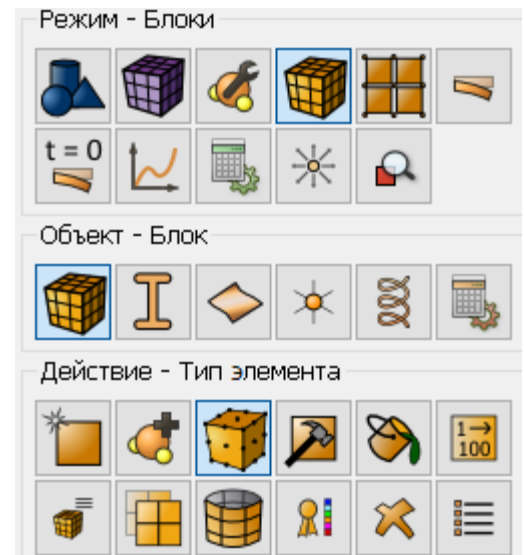 Режим - Блоки
t = 0
Объект - Блок
Действие - Тип элемента
1→
100